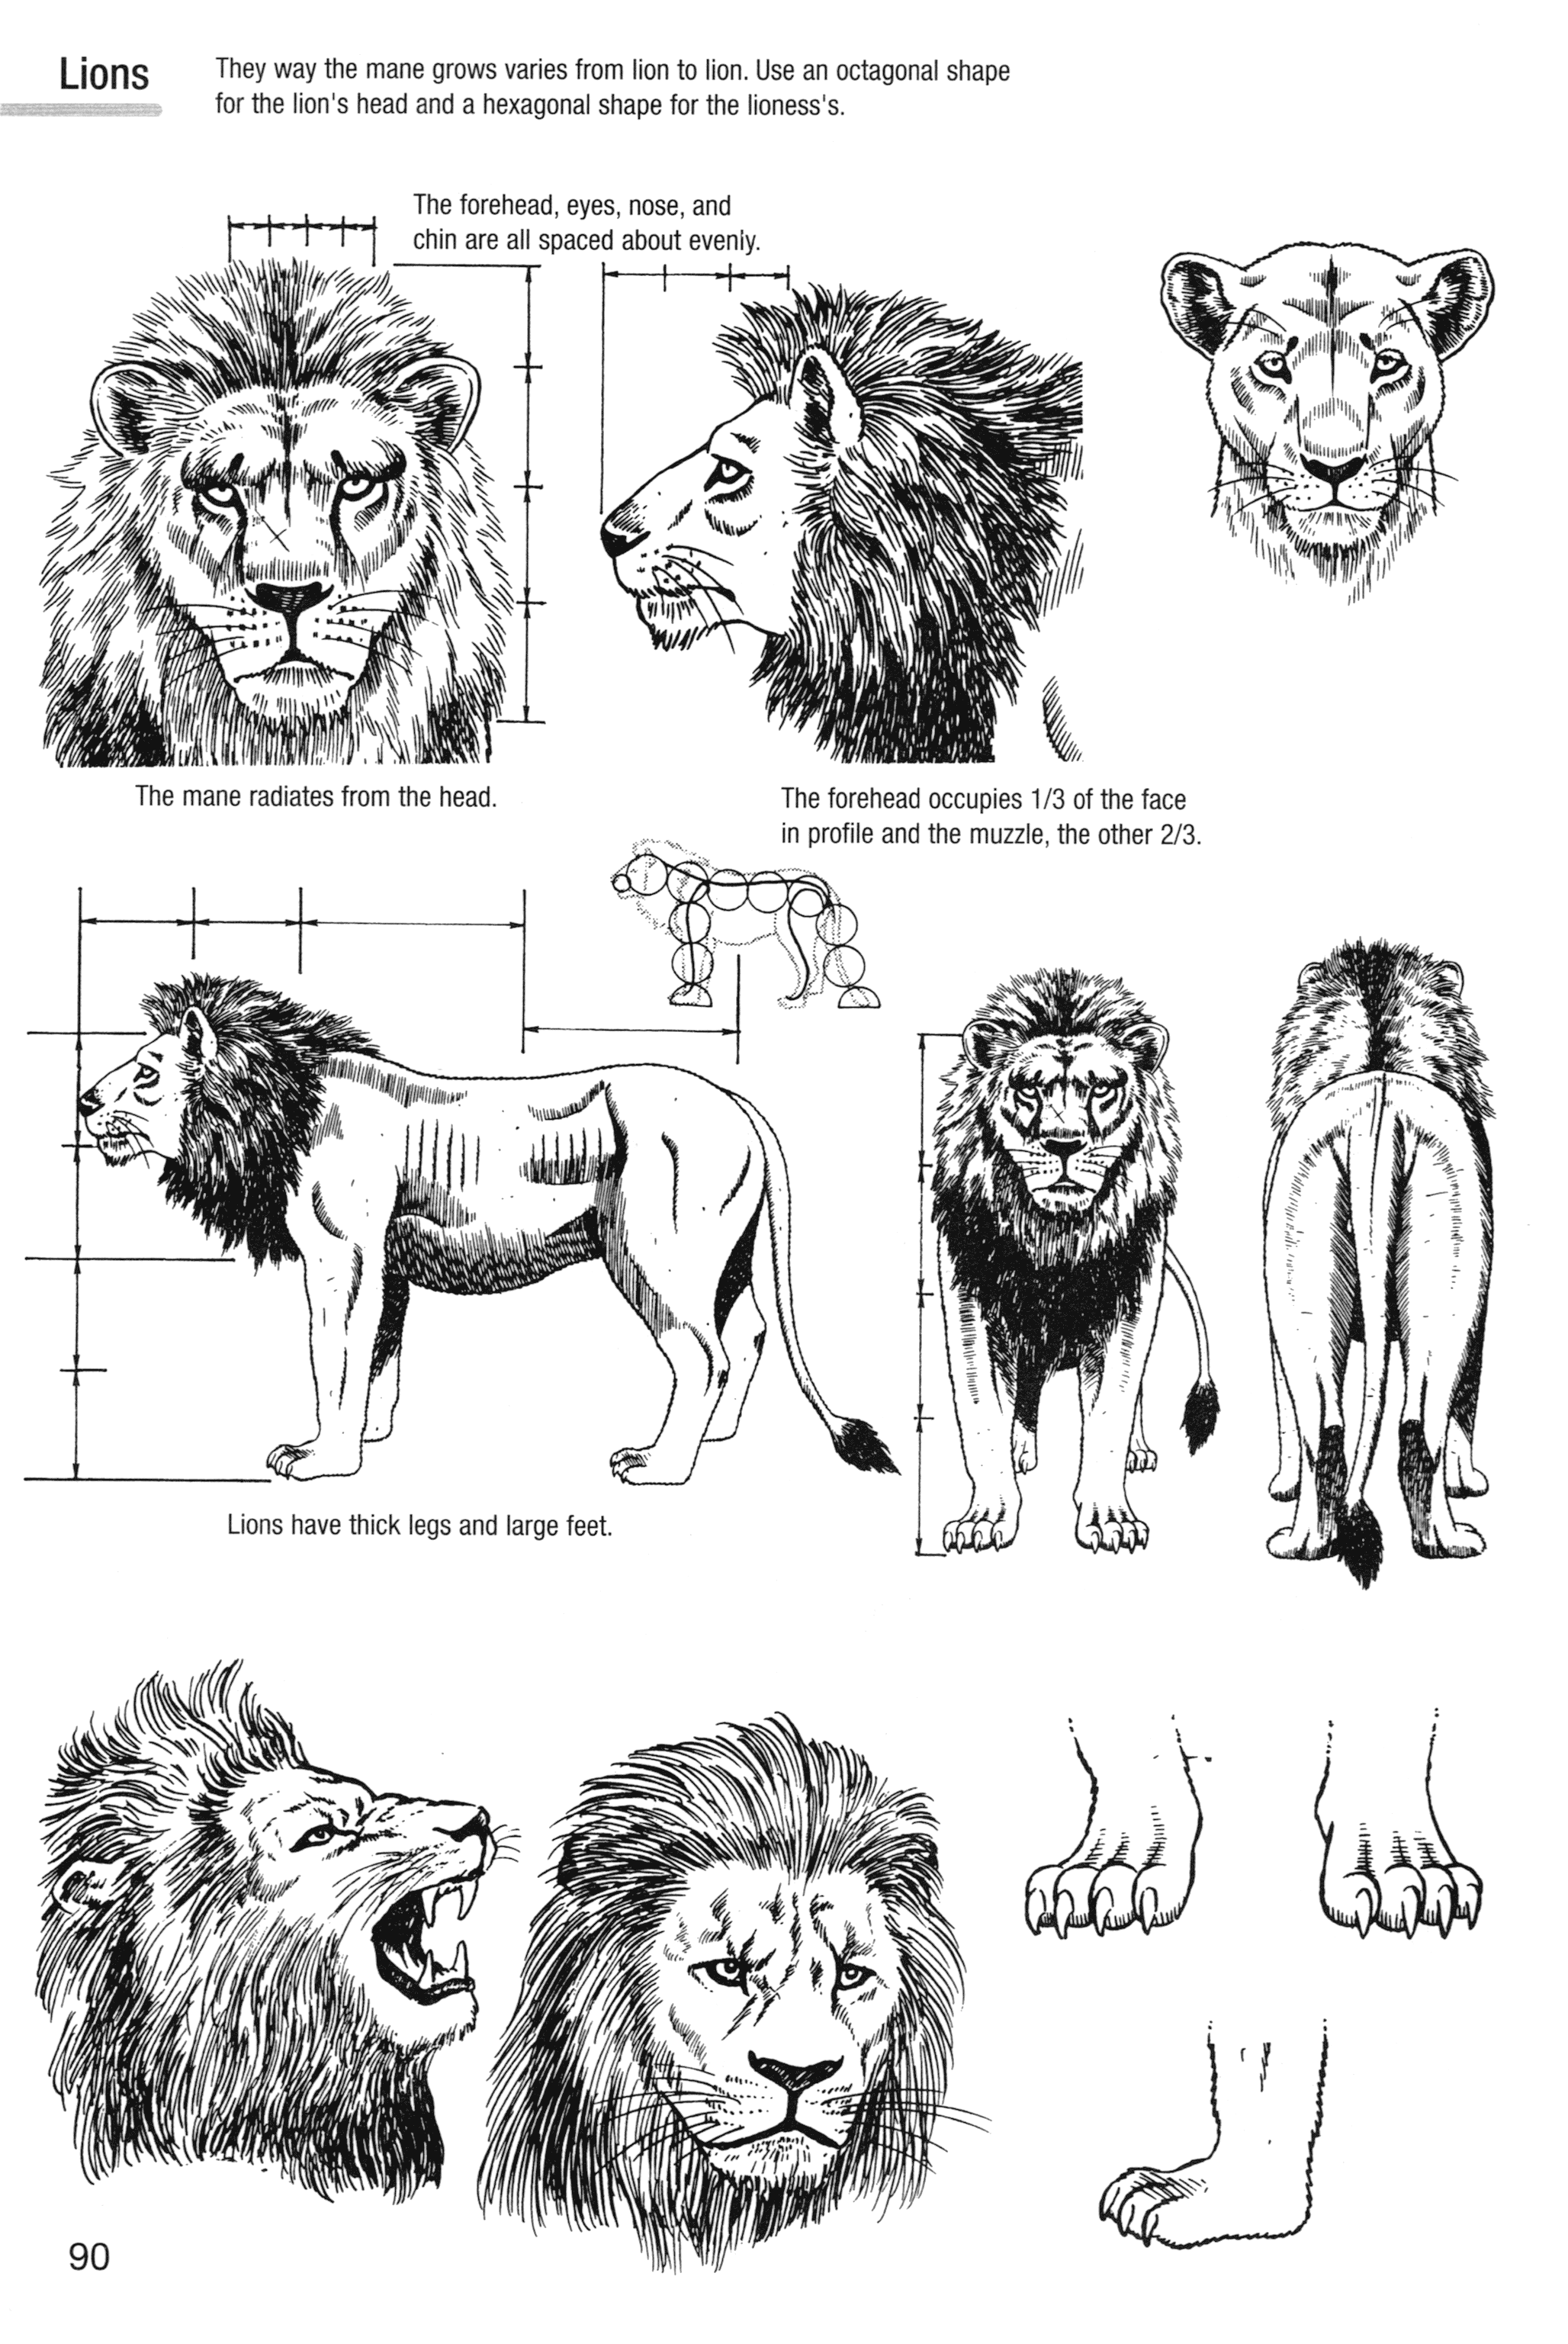 Lions
They way the mane grows varies from lion to lion. Use an octagonal shape
for the lion's head and a hexagonal shape for the lioness's.
The forehead, eyes, nose, and
chin are all spaced about evenly.
The mane radiates from the head.
The forehead occupies 1/3 of the face
in profile and the muzzle, the other 2/3.
Lions have thick legs and large feet.
90